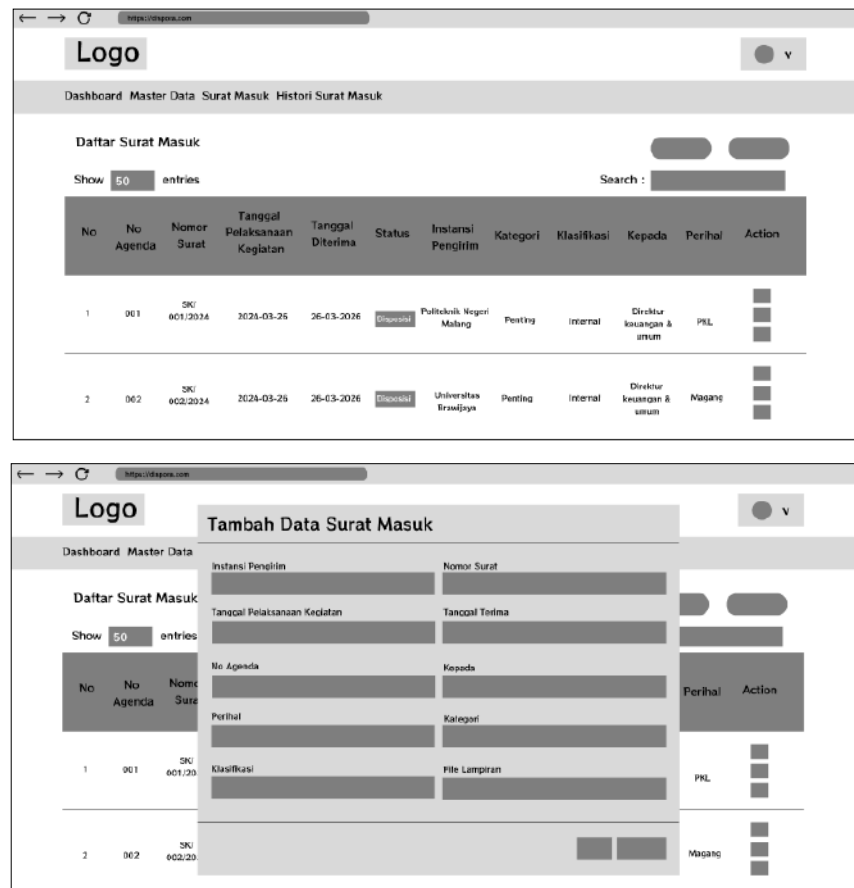 https://dispora.com
Logo
v
Dashboard Master Data Surat Masuk Histori Surat Masuk
Daftar Surat Masuk
Show 50 entries
Search :
No
No Agenda
Nomor Surat
Tanggal Pelaksanaan Kegiatan
Tanggal Diterima
Status
Instansi Pengirim
Kategori
Klasifikasi
Kepada
Perihal
Action
1
001
SK/ 001/2024
2024-03-26
26-03-2026
Disposisi
Politeknik Negeri Malang
Penting
Internal
Direktur keuangan & umum
PKL
2
002
SK/ 002/2024
2024-03-26
26-03-2026
Disposisi
Universitas Brawijaya
Penting
Internal
Direktur keuangan & umum
Magang
https://dispora.com
Logo
v
Dashboard Master Data
Tambah Data Surat Masuk
Instansi Pengirim
Nomor Surat
Tanggal Pelaksanaan Kegiatan
Tanggal Terima
No Agenda
Kepada
Perihal
Kategori
Klasifikasi
File Lampiran
Daftar Surat Masuk
Show 50 entries
No
No Agenda
Nomo
Sura
Perihal
Action
1
001
SK/
001/20
PKL
2
002
SK/
002/20
Magang